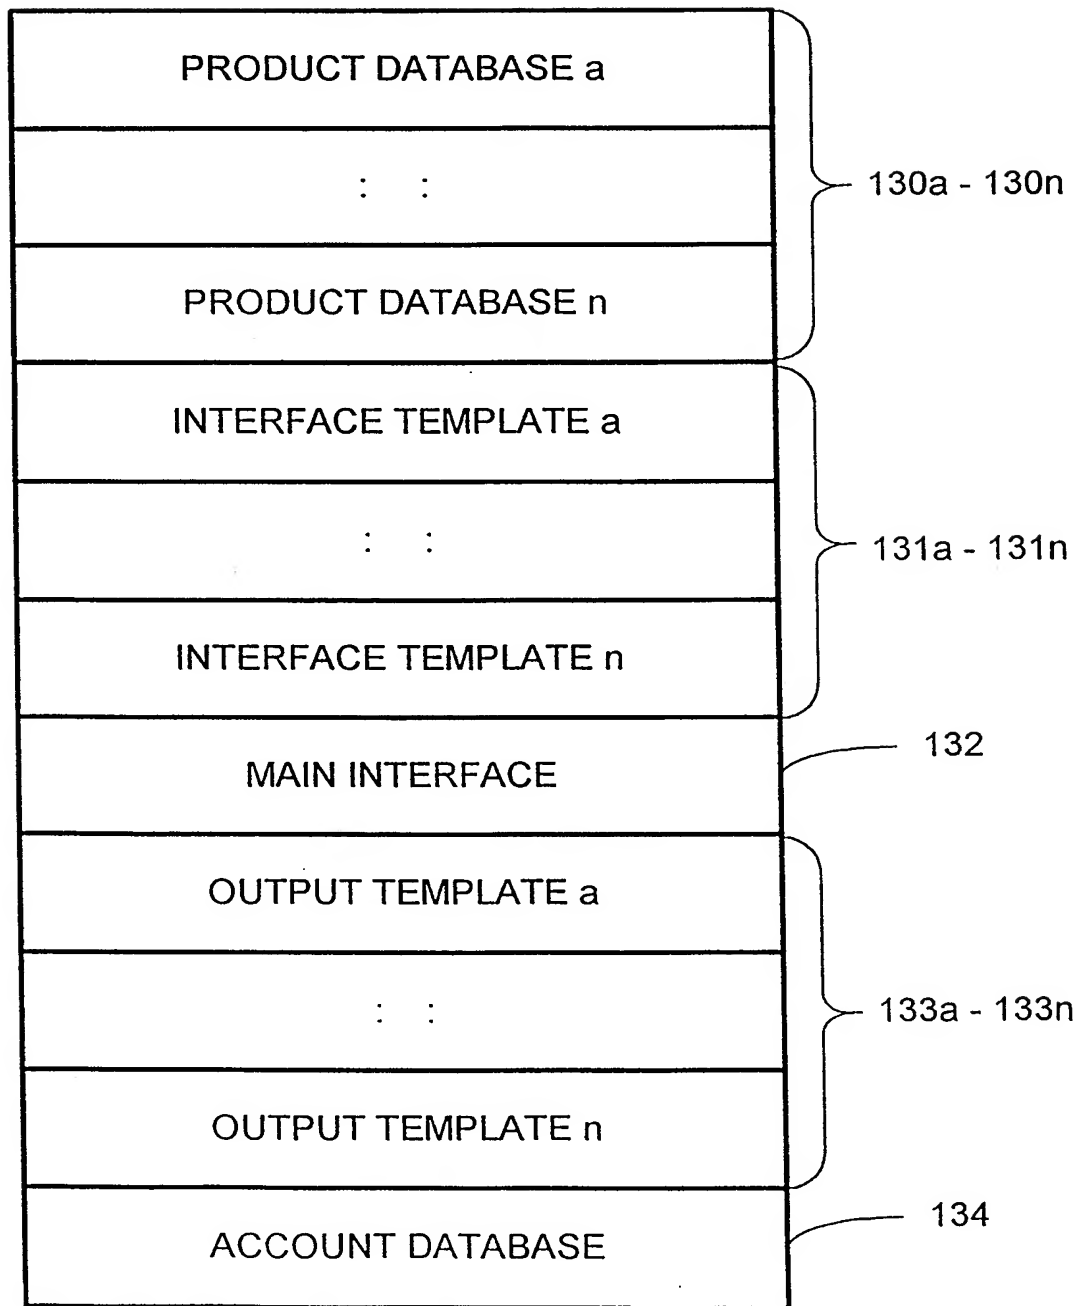 PRODUCT DATABASE a
: :
130a - 130n
PRODUCT DATABASE n
INTERFACE TEMPLATE a
: :
131a - 131n
INTERFACE TEMPLATE n
132
MAIN INTERFACE
OUTPUT TEMPLATE a
: :
133a - 133n
OUTPUT TEMPLATE n
134
ACCOUNT DATABASE